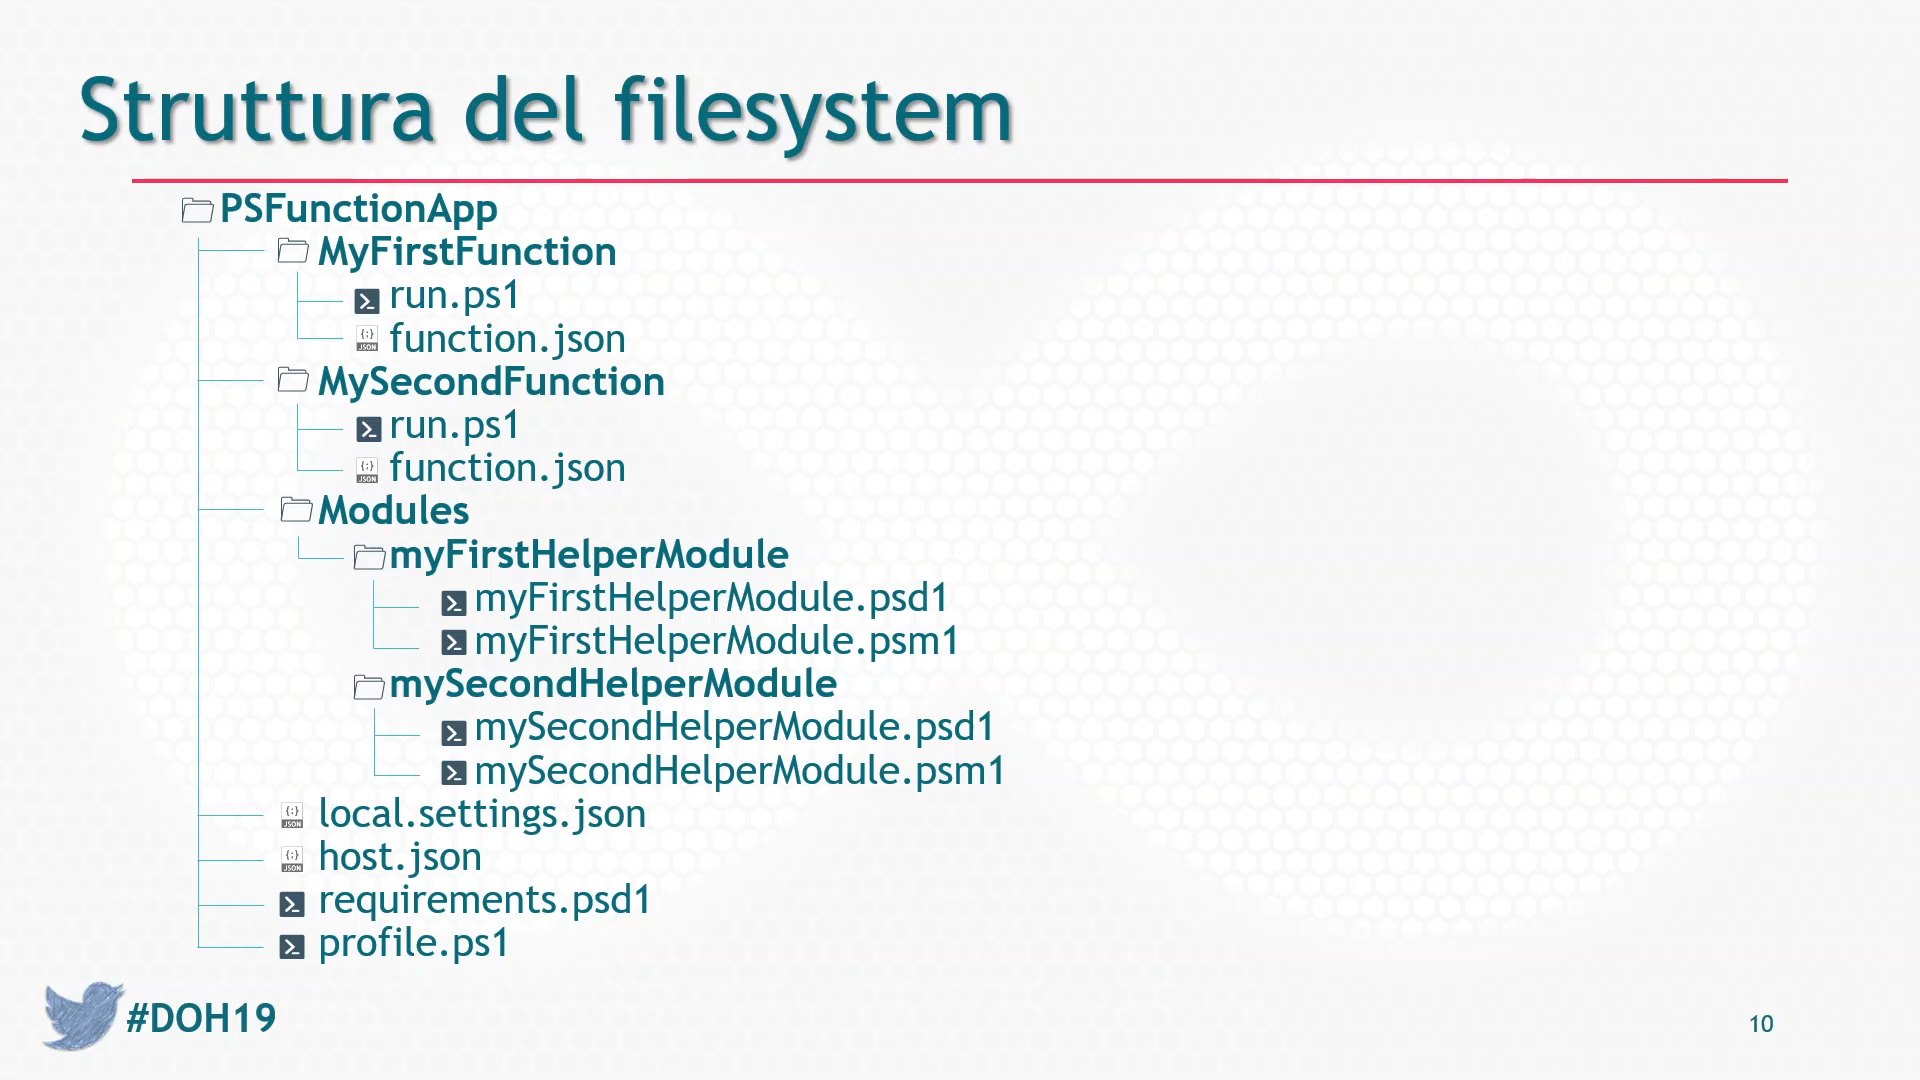 Struttura del filesystem
PSFunctionApp
MyFirstFunction
run.ps1
function.json
MySecondFunction
run.ps1
function.json
Modules
myFirstHelperModule
myFirstHelperModule.psd1
myFirstHelperModule.psm1
mySecondHelperModule
mySecondHelperModule.psd1
mySecondHelperModule.psm1
local.settings.json
host.json
requirements.psd1
profile.ps1
#DOH19
10